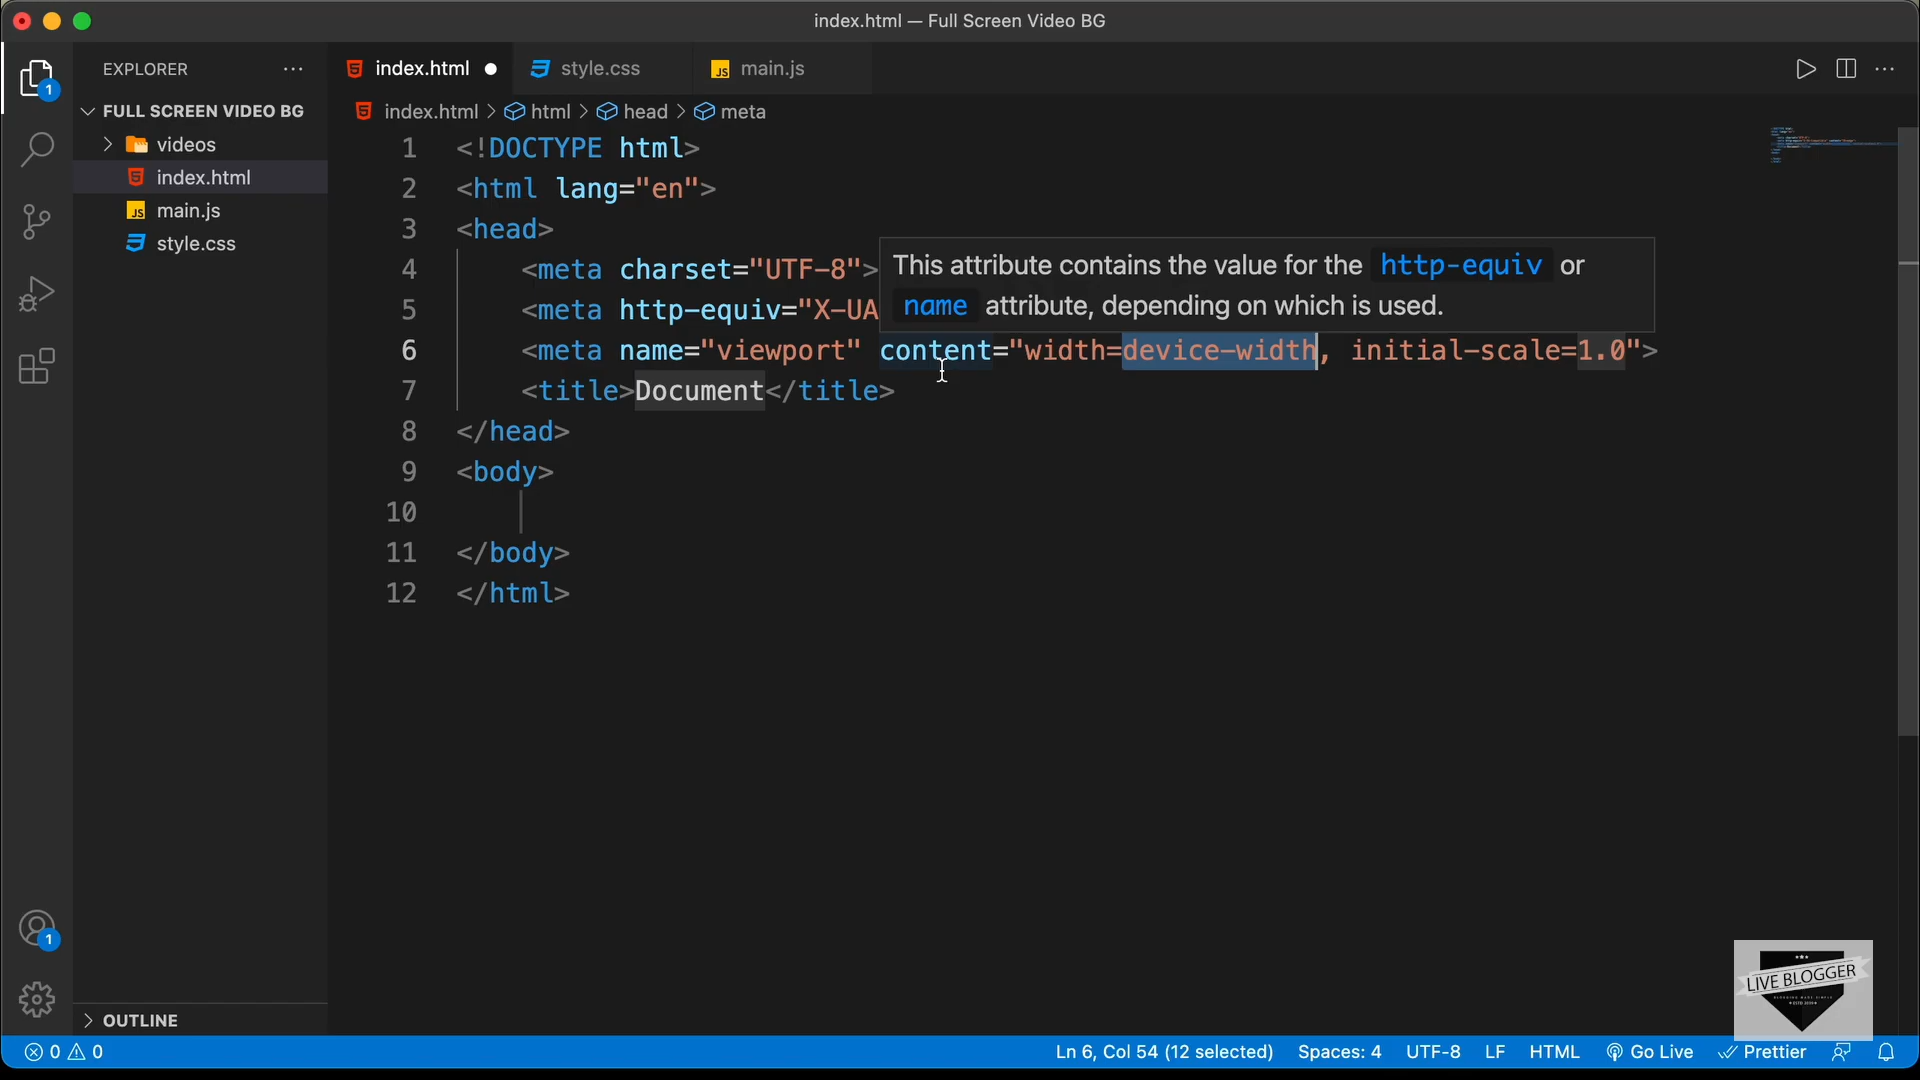 index.html — Full Screen Video BG
EXPLORER
index.html
style.css
JS main.js
1
FULL SCREEN VIDEO BG
index.html > html > head > meta
videos
index.html
JS main.js
style.css
1 <!DOCTYPE html>
2 <html lang="en">
3 <head>
4 <meta charset="UTF-8">
5 <meta http-equiv="X-UA
This attribute contains the value for the http-equiv or
name attribute, depending on which is used.
6 <meta name="viewport" content="width=device-width, initial-scale=1.0">
7 <title>Document</title>
8 </head>
9 <body>
10
11 </body>
12 </html>
1
LIVE BLOGGER
OUTLINE
0 0
Ln 6, Col 54 (12 selected) Spaces: 4 UTF-8 LF HTML Go Live Prettier